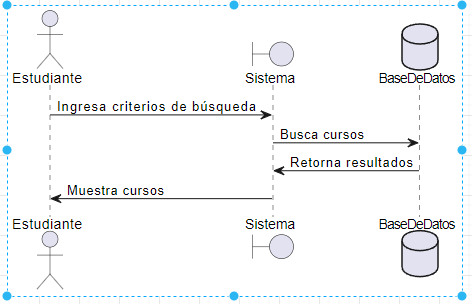 Estudiante
Sistema
BaseDeDatos
Ingresa criterios de búsqueda
Busca cursos
Retorna resultados
Muestra cursos
Estudiante
Sistema
BaseDeDatos